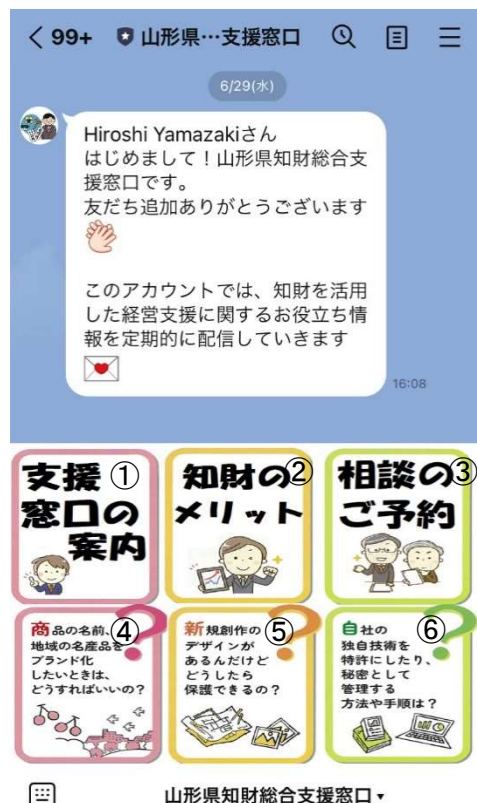 99+ 山形県…支援窓口
6/29(水)
Hiroshi Yamazakiさん
はじめまして！山形県知財総合支
援窓口です。
友だち追加ありがとうございます
このアカウントでは、知財を活用
した経営支援に関するお役立ち情
報を定期的に配信していきます
16:08
支援 ①
窓口の
案内
知財の ②
メリット
相談の ③
ご予約
商品の名前、 ④
地域の名産品を
ブランド化
したいときは、
どうすればいいの？
新規創作の ⑤
デザインが
あるんだけど
どうしたら
保護できるの？
自社の ⑥
独自技術を
特許にしたり、
秘密として
管理する
方法や手順は？
山形県知財総合支援窓口▼